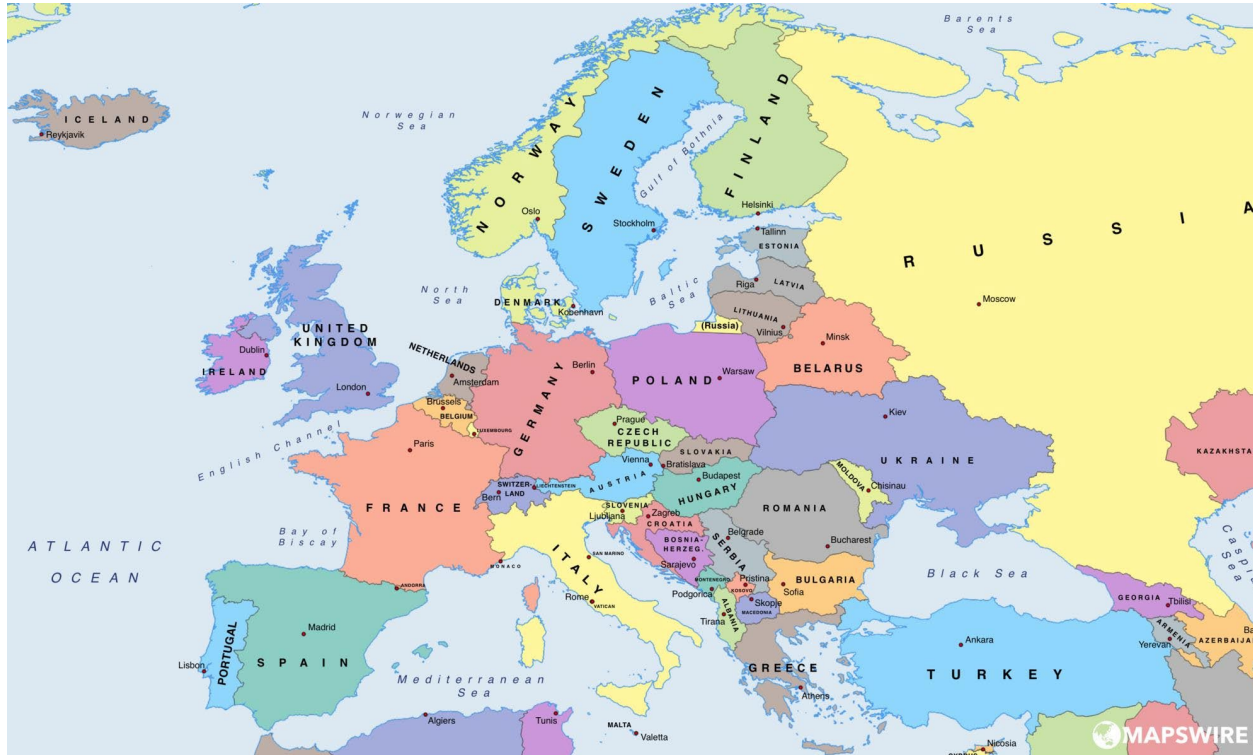 Barents
Sea
ICELAND
Reykjavik
Norwegian
Sea
NORWAY
SWEDEN
FINLAND
Gulf of Bothnia
Helsinki
Oslo
Stockholm
Tallinn
ESTONIA
RUSSIA
Riga
LATVIA
Moscow
North
Sea
DENMARK
Kobenhavn
Baltic
Sea
LITHUANIA
Vilnius
(Russia)
UNITED
KINGDOM
Dublin
IRELAND
London
NETHERLANDS
Amsterdam
Berlin
GERMANY
POLAND
Warsaw
Minsk
BELARUS
Brussels
BELGIUM
LUXEMBOURG
English Channel
Paris
Prague
CZECH
REPUBLIC
Kiev
UKRAINE
SLOVAKIA
Vienna
Bratislava
AUSTRIA
Budapest
HUNGARY
MOLDOVA
Chisinau
KAZAKHSTA
FRANCE
SWITZER-
LAND
Bern
LIECHTENSTEIN
SLOVENIA
Ljubljana
Zagreb
CROATIA
ROMANIA
Bucharest
Bay of
Biscay
ATLANTIC
OCEAN
MONACO
ITALY
SAN MARINO
BOSNIA-
HERZEG.
Sarajevo
Belgrade
SERBIA
Black Sea
Casp
Sea
ANDORRA
Rome
VATICAN
MONTENEGRO
Podgorica
Pristina
KOSOVO
Sofia
BULGARIA
Skopje
MACEDONIA
Tirana
ALBANIA
GEORGIA
Tbilisi
ARMENIA
Yerevan
AZERBAIJA
Ba
PORTUGAL
Lisbon
Madrid
SPAIN
Mediterranean
Sea
GREECE
Athens
Ankara
TURKEY
Algiers
Tunis
MALTA
Valetta
Nicosia
CYPRUS
MAPSWIRE